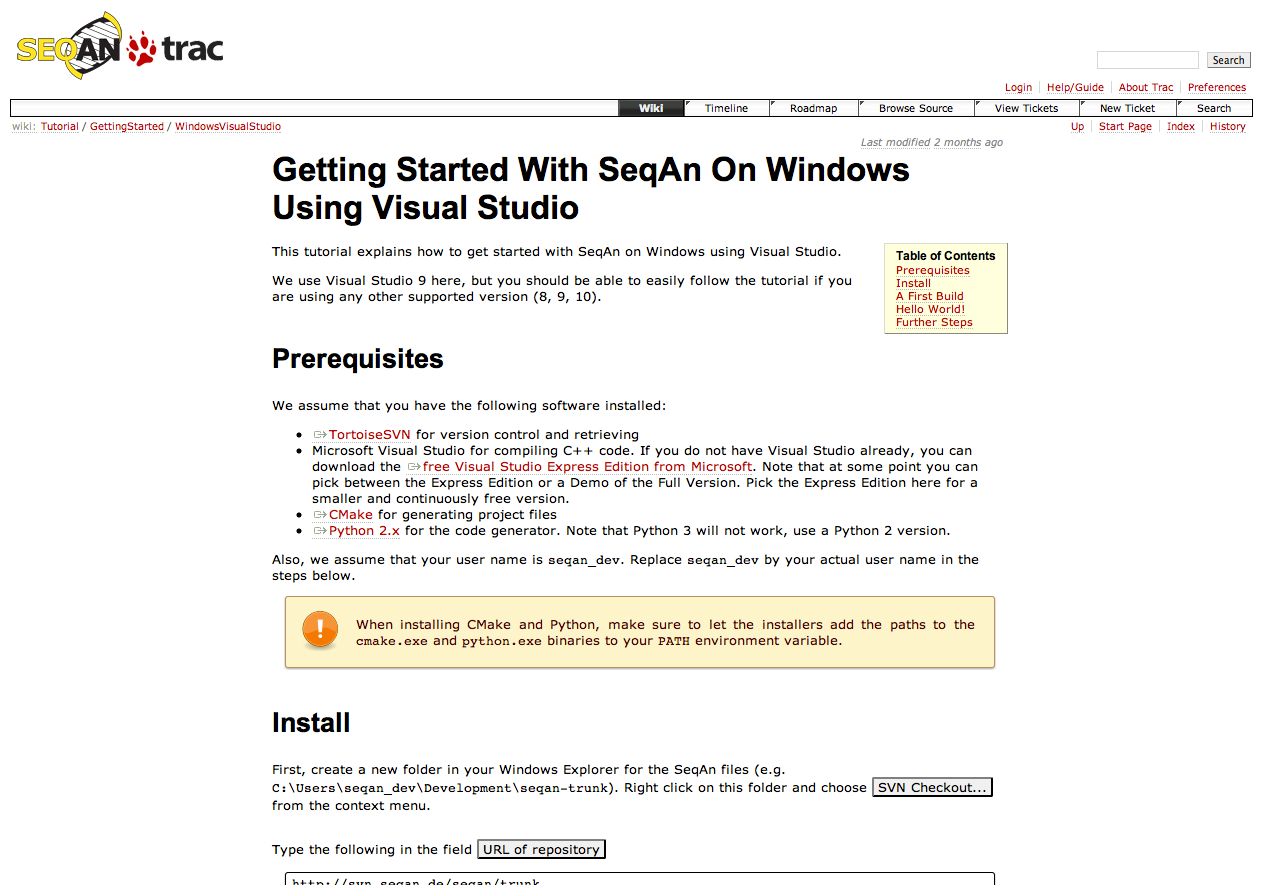 SEQAN trac
Search
Login Help/Guide About Trac Preferences
Wiki Timeline Roadmap Browse Source View Tickets New Ticket Search
wiki: Tutorial / GettingStarted / WindowsVisualStudio
Up Start Page Index History
Last modified 2 months ago
Getting Started With SeqAn On Windows
Using Visual Studio
This tutorial explains how to get started with SeqAn on Windows using Visual Studio.
We use Visual Studio 9 here, but you should be able to easily follow the tutorial if you
are using any other supported version (8, 9, 10).
Table of Contents
Prerequisites
Install
A First Build
Hello World!
Further Steps
Prerequisites
We assume that you have the following software installed:
• TortoiseSVN for version control and retrieving
• Microsoft Visual Studio for compiling C++ code. If you do not have Visual Studio already, you can
download the free Visual Studio Express Edition from Microsoft. Note that at some point you can
pick between the Express Edition or a Demo of the Full Version. Pick the Express Edition here for a
smaller and continuously free version.
• CMake for generating project files
• Python 2.x for the code generator. Note that Python 3 will not work, use a Python 2 version.
Also, we assume that your user name is seqan_dev. Replace seqan_dev by your actual user name in the
steps below.
When installing CMake and Python, make sure to let the installers add the paths to the
cmake.exe and python.exe binaries to your PATH environment variable.
Install
First, create a new folder in your Windows Explorer for the SeqAn files (e.g.
C:\Users\seqan_dev\Development\seqan-trunk). Right click on this folder and choose SVN Checkout...
from the context menu.
Type the following in the field URL of repository
http://svn.seqan.de/seqan/trunk